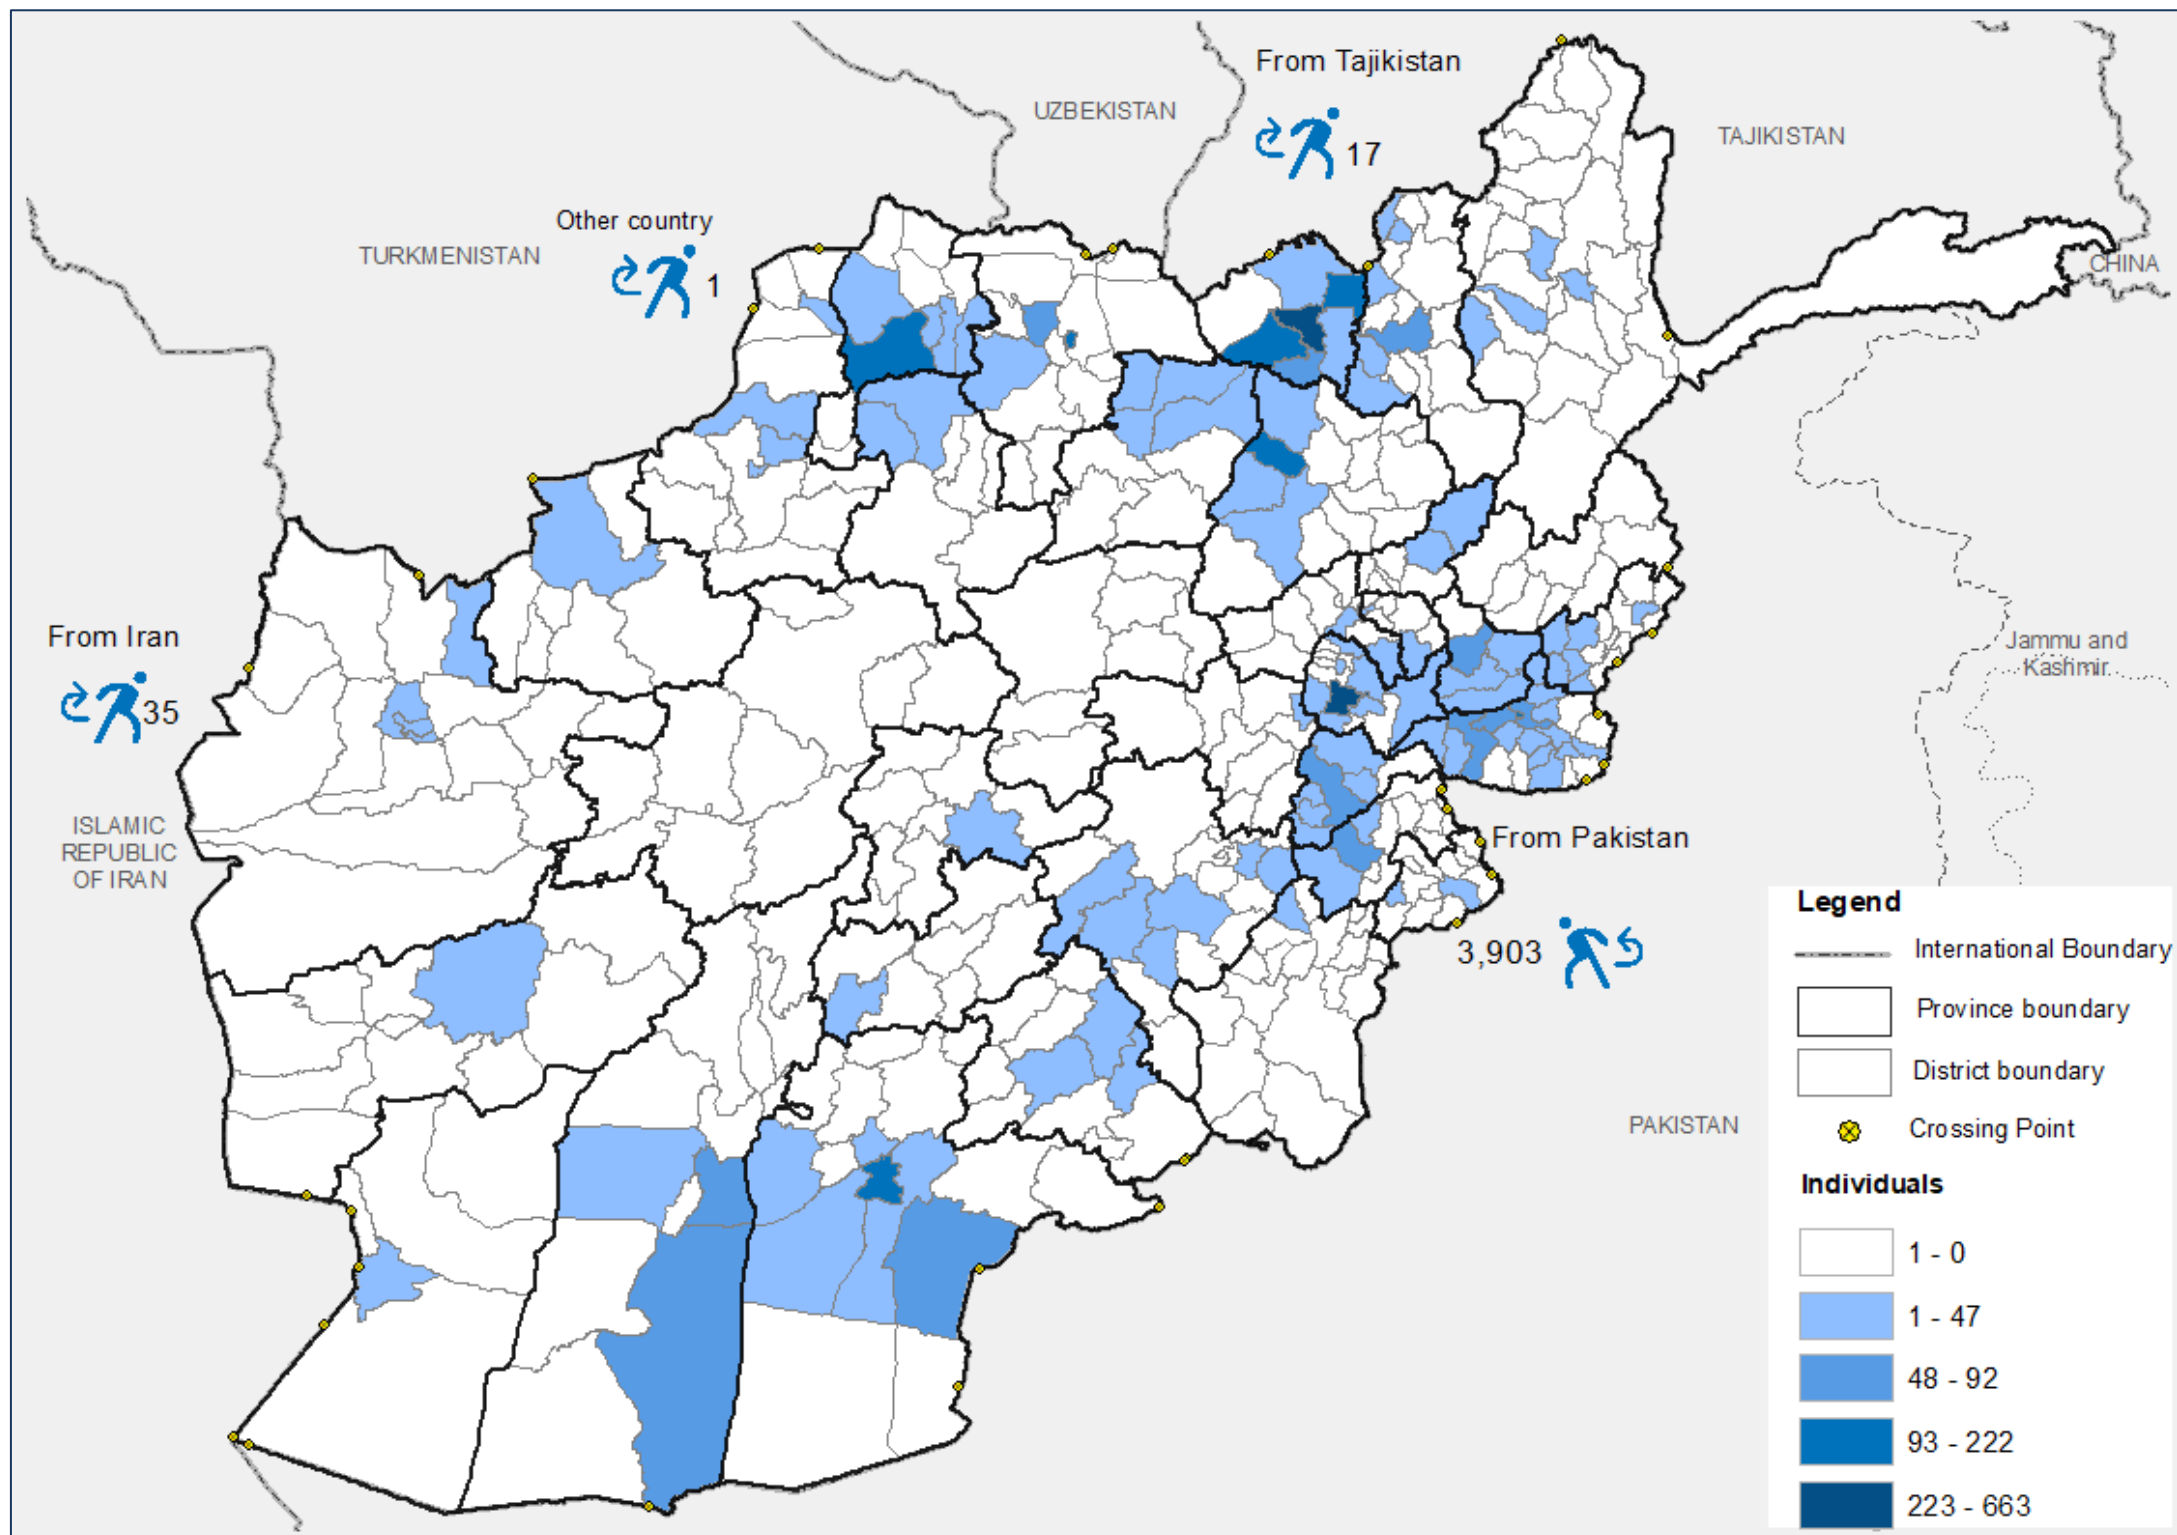 From Tajikistan
17
UZBEKISTAN
TAJIKISTAN
Other country
1
TURKMENISTAN
CHINA
From Iran
35
Jammu and
Kashmir
ISLAMIC
REPUBLIC
OF IRAN
From Pakistan
3,903
PAKISTAN
Legend
International Boundary
Province boundary
District boundary
Crossing Point
Individuals
1 - 0
1 - 47
48 - 92
93 - 222
223 - 663